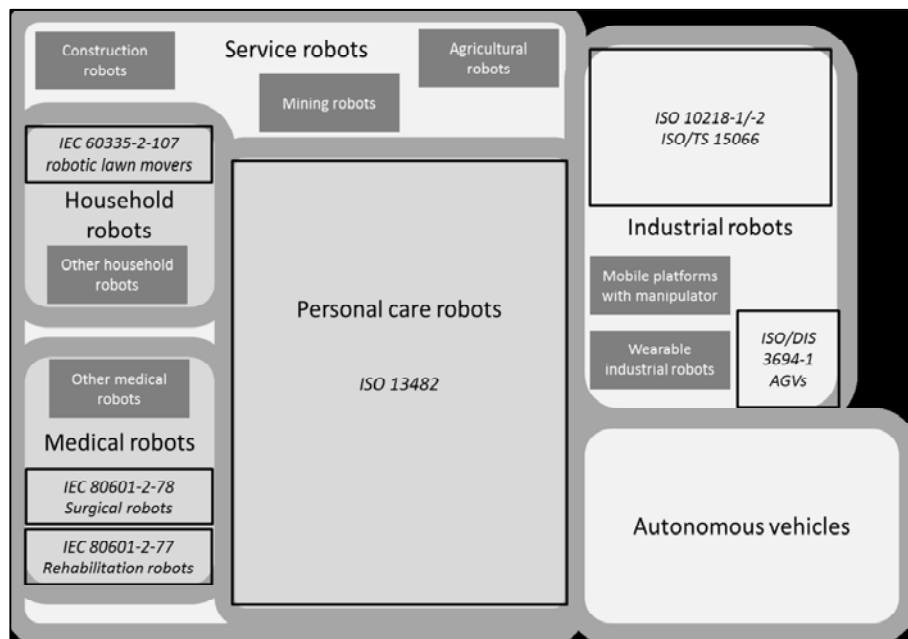 Service robots
Construction
robots
Mining robots
Agricultural
robots
IEC 60335-2-107
robotic lawn movers
Household
robots
Other household
robots
Other medical
robots
Medical robots
IEC 80601-2-78
Surgical robots
IEC 80601-2-77
Rehabilitation robots
Personal care robots
ISO 13482
ISO 10218-1/-2
ISO/TS 15066
Industrial robots
Mobile platforms
with manipulator
Wearable
industrial robots
ISO/DIS
3694-1
AGVs
Autonomous vehicles